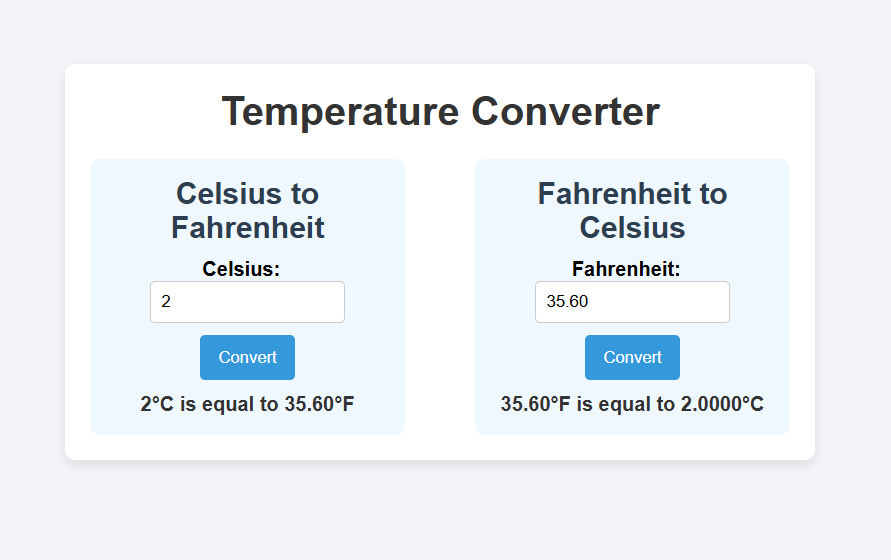 Temperature Converter
Celsius to
Fahrenheit
Celsius:
2
Convert
2°C is equal to 35.60°F
Fahrenheit to
Celsius
Fahrenheit:
35.60
Convert
35.60°F is equal to 2.0000°C